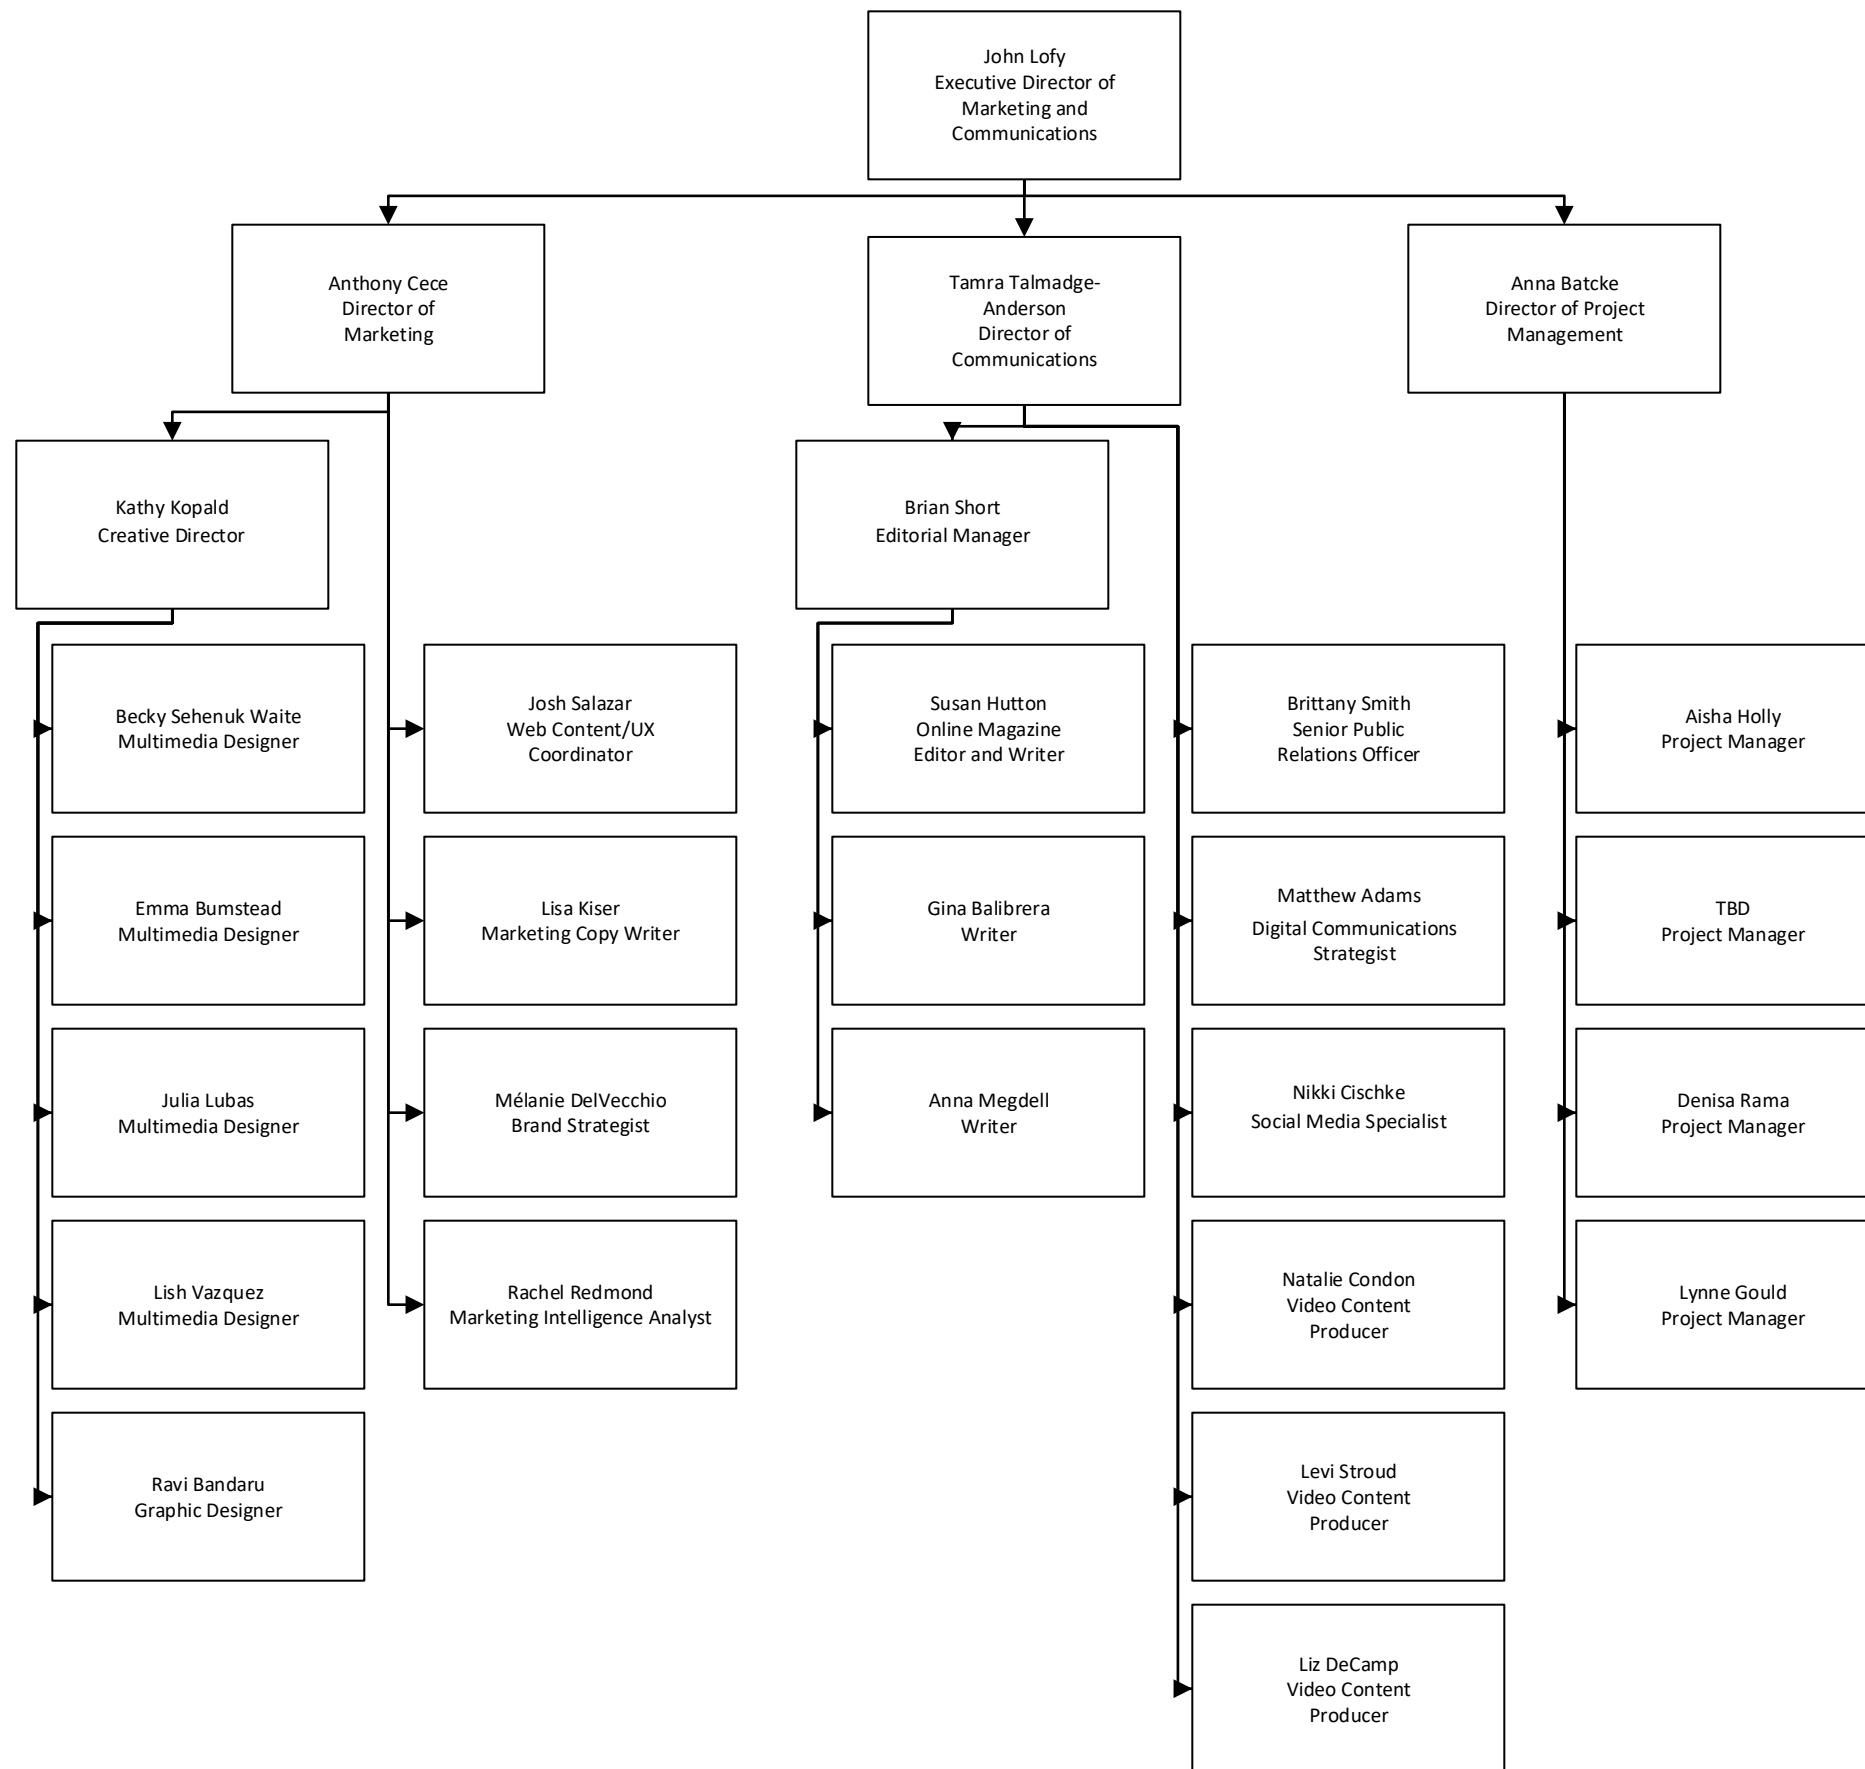 John Lofy
Executive Director of
Marketing and
Communications
Anthony Cece
Director of
Marketing
Tamra Talmadge-
Anderson
Director of
Communications
Anna Batcke
Director of Project
Management
Kathy Kopald
Creative Director
Brian Short
Editorial Manager
Becky Sehenuk Waite
Multimedia Designer
Josh Salazar
Web Content/UX
Coordinator
Susan Hutton
Online Magazine
Editor and Writer
Brittany Smith
Senior Public
Relations Officer
Aisha Holly
Project Manager
Emma Bumstead
Multimedia Designer
Lisa Kiser
Marketing Copy Writer
Gina Balibrera
Writer
Matthew Adams
Digital Communications
Strategist
TBD
Project Manager
Julia Lubas
Multimedia Designer
Mélanie DelVecchio
Brand Strategist
Anna Megdell
Writer
Nikki Cischke
Social Media Specialist
Denisa Rama
Project Manager
Lish Vazquez
Multimedia Designer
Rachel Redmond
Marketing Intelligence Analyst
Natalie Condon
Video Content
Producer
Lynne Gould
Project Manager
Ravi Bandaru
Graphic Designer
Levi Stroud
Video Content
Producer
Liz DeCamp
Video Content
Producer